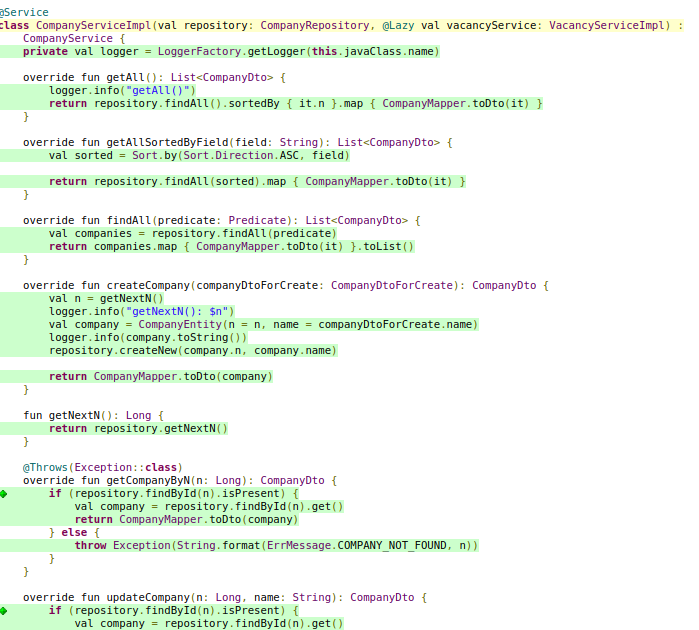 @Service
class CompanyServiceImpl(val repository: CompanyRepository, @Lazy val vacancyService: VacancyServiceImpl) :
    CompanyService {
    private val logger = LoggerFactory.getLogger(this.javaClass.name)

    override fun getAll(): List<CompanyDto> {
        logger.info("getAll()")
        return repository.findAll().sortedBy { it.n }.map { CompanyMapper.toDto(it) }
    }

    override fun getAllSortedByField(field: String): List<CompanyDto> {
        val sorted = Sort.by(Sort.Direction.ASC, field)

        return repository.findAll(sorted).map { CompanyMapper.toDto(it) }
    }

    override fun findAll(predicate: Predicate): List<CompanyDto> {
        val companies = repository.findAll(predicate)
        return companies.map { CompanyMapper.toDto(it) }.toList()
    }

    override fun createCompany(companyDtoForCreate: CompanyDtoForCreate): CompanyDto {
        val n = getNextN()
        logger.info("getNextN(): $n")
        val company = CompanyEntity(n = n, name = companyDtoForCreate.name)
        logger.info(company.toString())
        repository.createNew(company.n, company.name)

        return CompanyMapper.toDto(company)
    }

    fun getNextN(): Long {
        return repository.getNextN()
    }

    @Throws(Exception::class)
    override fun getCompanyByN(n: Long): CompanyDto {
        if (repository.findById(n).isPresent) {
            val company = repository.findById(n).get()
            return CompanyMapper.toDto(company)
        } else {
            throw Exception(String.format(ErrMessage.COMPANY_NOT_FOUND, n))
        }
    }

    override fun updateCompany(n: Long, name: String): CompanyDto {
        if (repository.findById(n).isPresent) {
            val company = repository.findById(n).get()